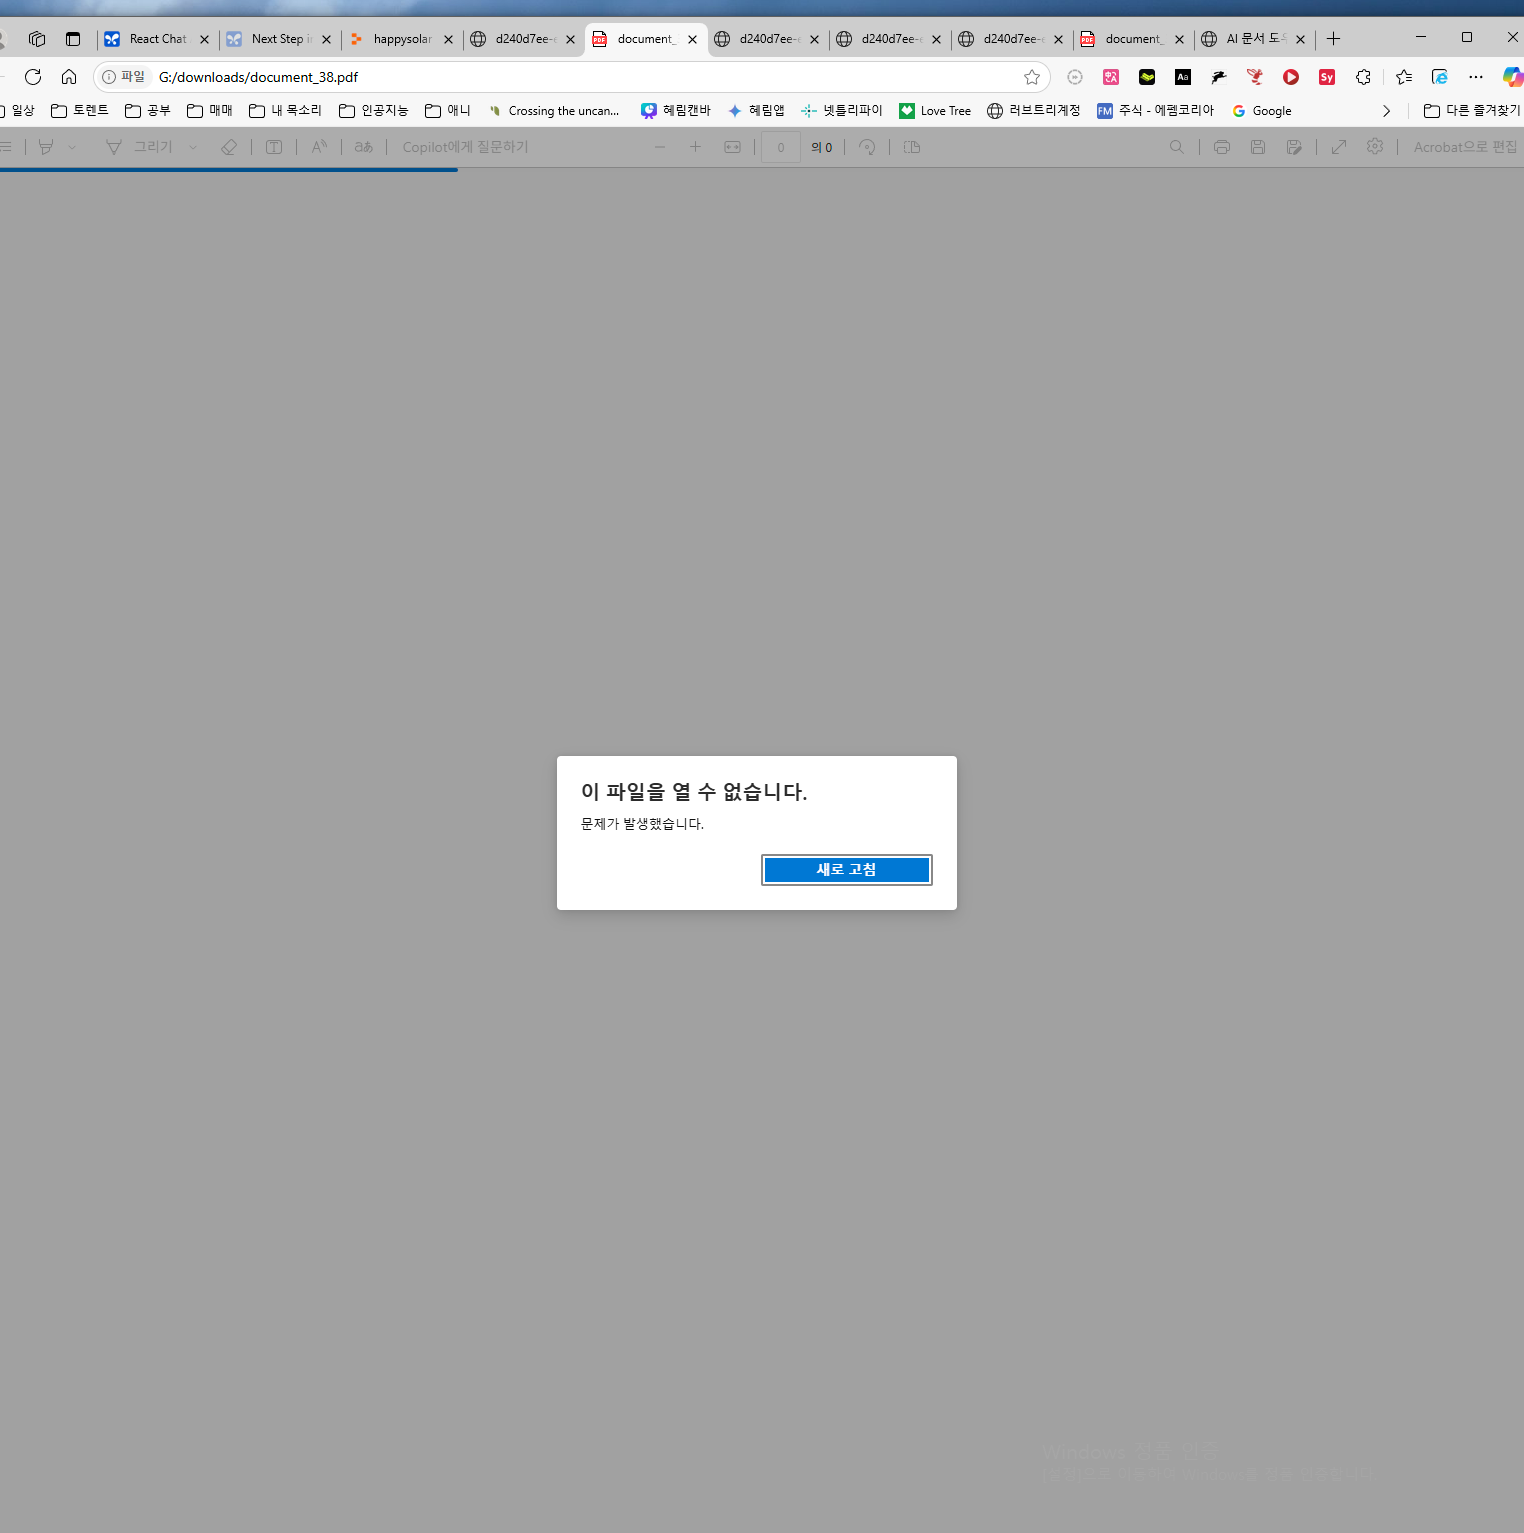 React Chat
Next Step in
happysolar
d240d7ee-e
document_
d240d7ee-e
d240d7ee-e
d240d7ee-e
document_
AI 문서 도우
파일
G:/downloads/document_38.pdf
일상
토렌트
공부
매매
내 목소리
인공지능
애니
Crossing the uncan...
헤림캔바
헤림앱
넷틀리파이
Love Tree
러브트리계정
주식 - 에펨코리아
Google
다른 즐겨찾기
그리기
Copilot에게 질문하기
0
의 0
Acrobat으로 편집
이 파일을 열 수 없습니다.
문제가 발생했습니다.
새로 고침
Windows 정품 인증